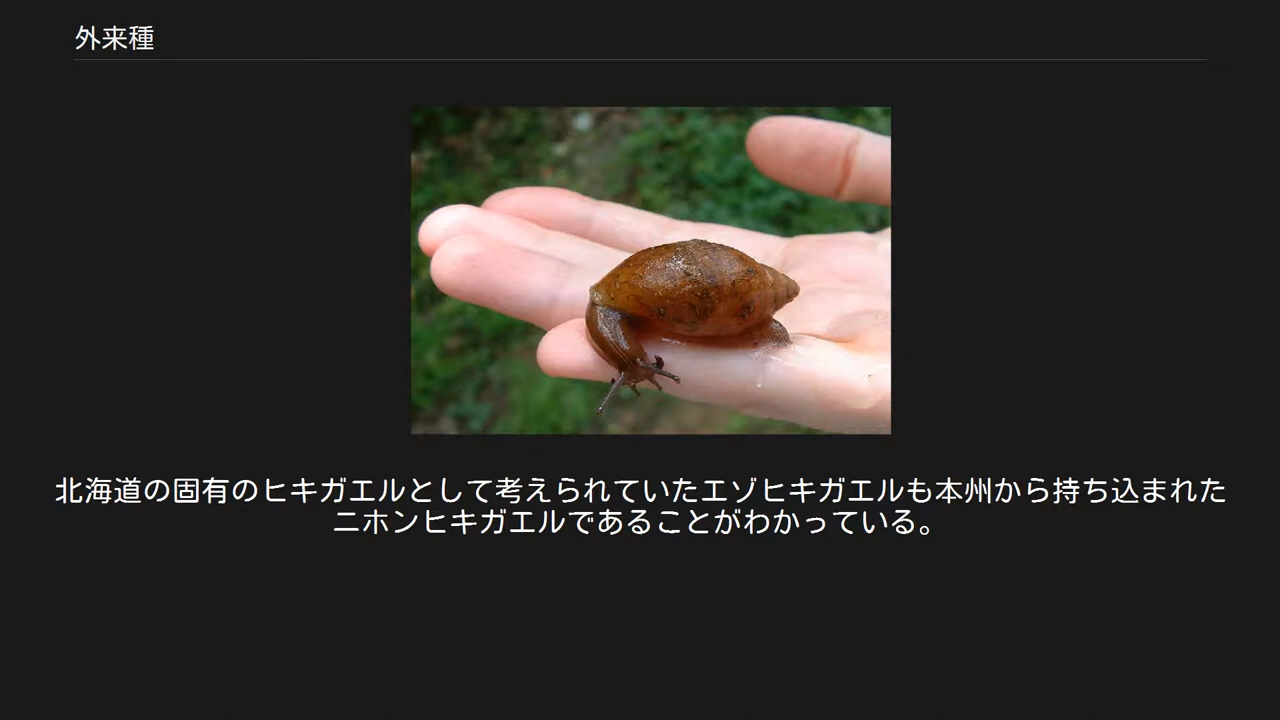 外来種
北海道の固有のヒキガエルとして考えられていたエゾヒキガエルも本州から持ち込まれた
ニホンヒキガエルであることがわかっている。